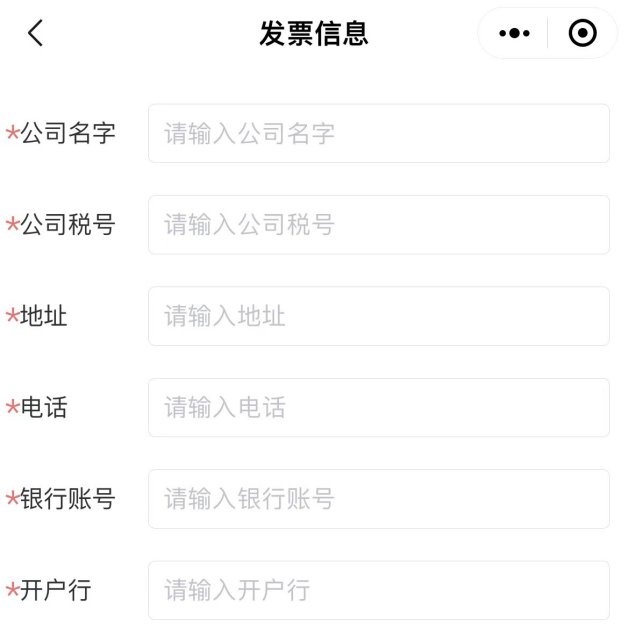 发票信息
*公司名字 请输入公司名字
*公司税号 请输入公司税号
*地址 请输入地址
*电话 请输入电话
*银行账号 请输入银行账号
*开户行 请输入开户行